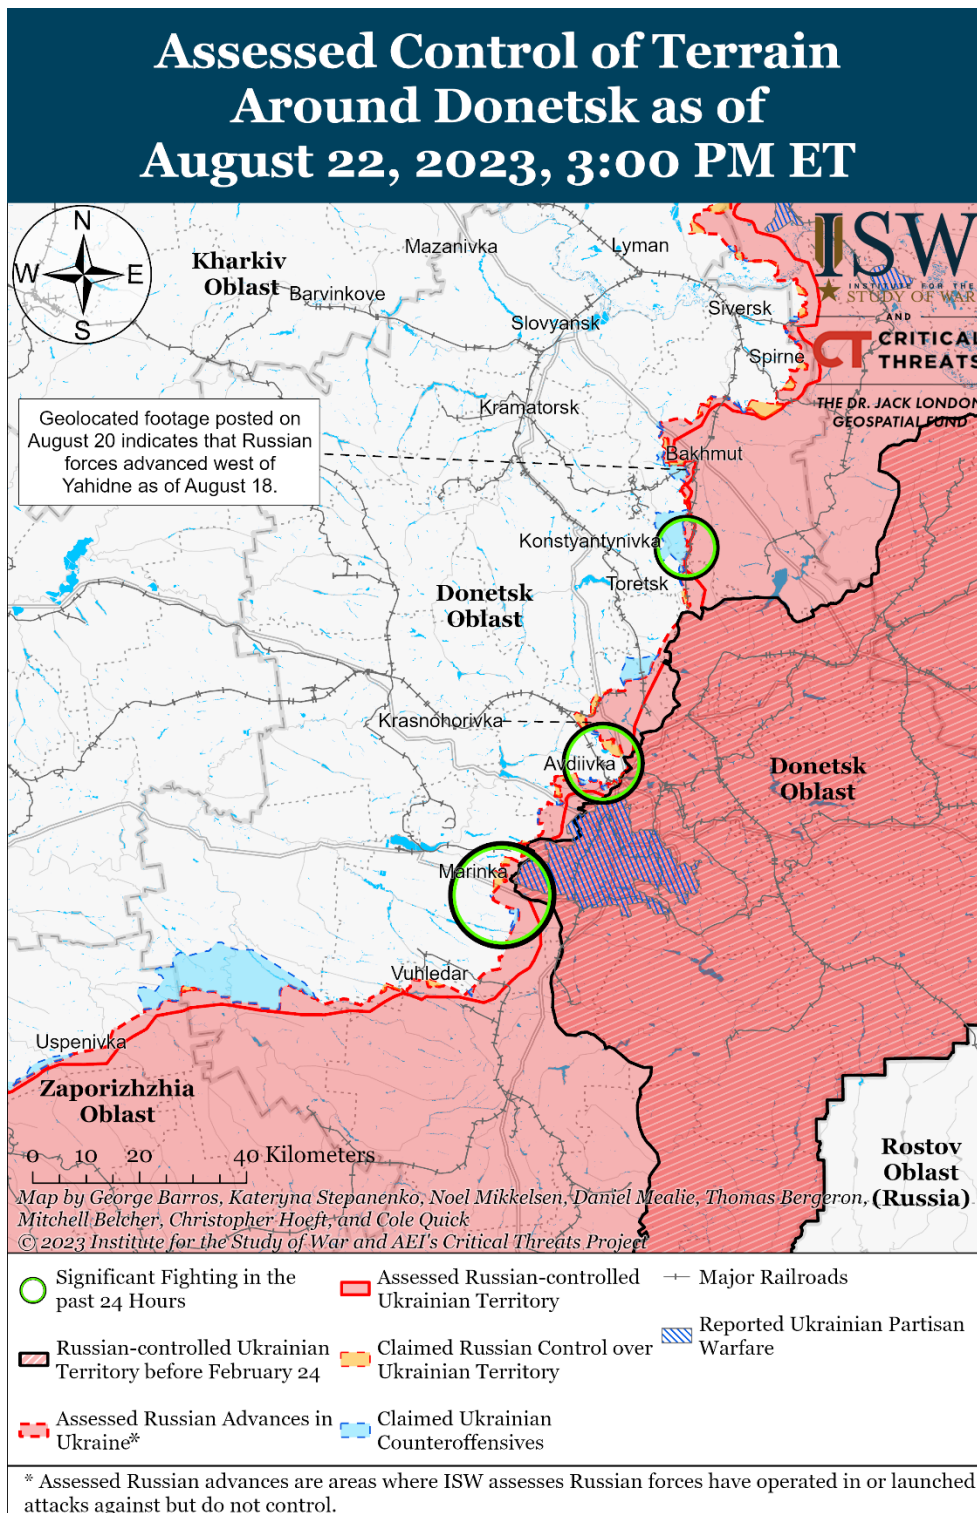 Assessed Control of Terrain
Around Donetsk as of
August 22, 2023, 3:00 PM ET
N
W
E
S
Kharkiv
Oblast
Mazanivka
Lyman
Barvinkove
Slovyansk
Siversk
Spirne
ISW
INSTITUTE FOR THE
STUDY OF WAR
AND
CT CRITICAL
THREATS
THE DR. JACK LONDON
GEOSPATIAL FUND
Kramatorsk
Geolocated footage posted on
August 20 indicates that Russian
forces advanced west of
Yahidne as of August 18.
Bakhmut
Konstyantynivka
Toretsk
Donetsk
Oblast
Krasnohorivka
Avdiivka
Donetsk
Oblast
Marinka
Vuhledar
Uspenivka
Zaporizhzhia
Oblast
Rostov
Oblast
(Russia)
0 10 20 40 Kilometers
Map by George Barros, Kateryna Stepanenko, Noel Mikkelsen, Daniel Mealie, Thomas Bergeron,
Mitchell Belcher, Christopher Hoeft, and Cole Quick
© 2023 Institute for the Study of War and AEI's Critical Threats Project
Significant Fighting in the
past 24 Hours
Russian-controlled Ukrainian
Territory before February 24
Assessed Russian Advances in
Ukraine*
Assessed Russian-controlled
Ukrainian Territory
Claimed Russian Control over
Ukrainian Territory
Claimed Ukrainian
Counteroffensives
Major Railroads
Reported Ukrainian Partisan
Warfare
* Assessed Russian advances are areas where ISW assesses Russian forces have operated in or launched
attacks against but do not control.